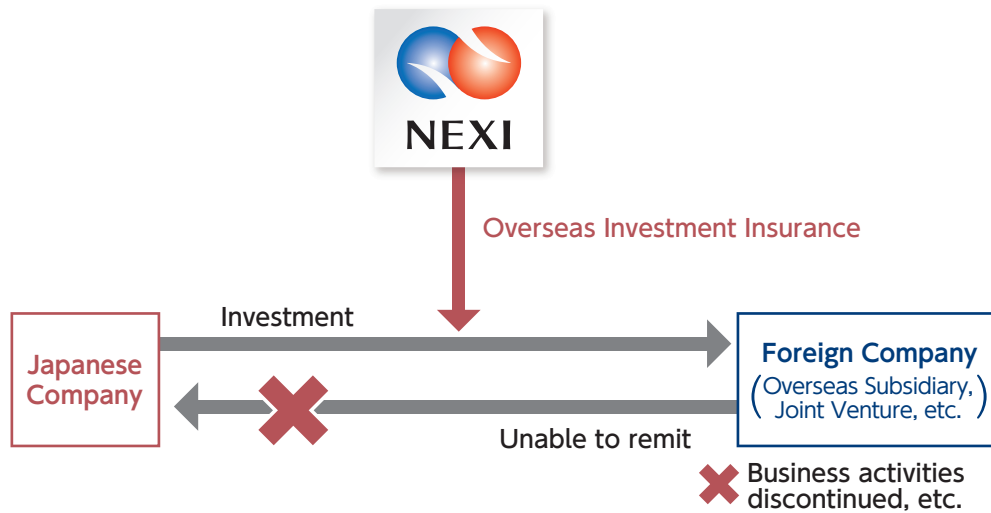 NEXI
Overseas Investment Insurance
Investment
Japanese
Company
Foreign Company
(Overseas Subsidiary,
Joint Venture, etc.)
Unable to remit
Business activities
discontinued, etc.